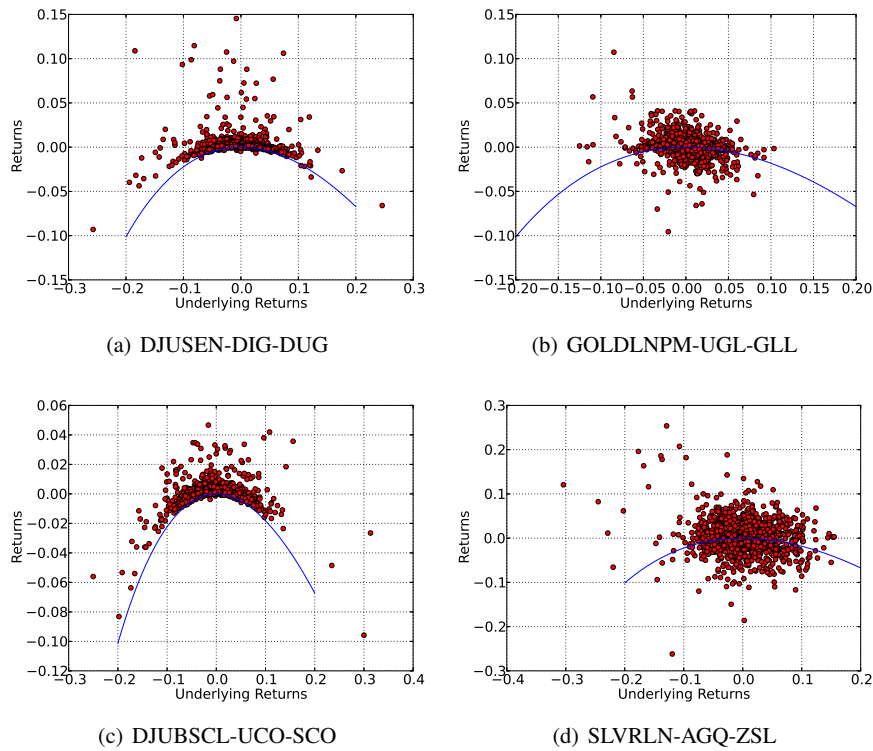 0.15
0.10
0.05
0.00
−0.05
−0.10
−0.15
Returns
−0.3 −0.2 −0.1 0.0 0.1 0.2 0.3
Underlying Returns
(a) DJUSEN-DIG-DUG
0.15
0.10
0.05
0.00
−0.05
−0.10
−0.15
Returns
−0.20 −0.15 −0.10 −0.05 0.00 0.05 0.10 0.15 0.20
Underlying Returns
(b) GOLDLNPM-UGL-GLL
0.06
0.04
0.02
0.00
−0.02
−0.04
−0.06
−0.08
−0.10
−0.12
Returns
−0.3 −0.2 −0.1 0.0 0.1 0.2 0.3 0.4
Underlying Returns
(c) DJUBSCL-UCO-SCO
0.3
0.2
0.1
0.0
−0.1
−0.2
−0.3
Returns
−0.4 −0.3 −0.2 −0.1 0.0 0.1 0.2
Underlying Returns
(d) SLVRLN-AGQ-ZSL